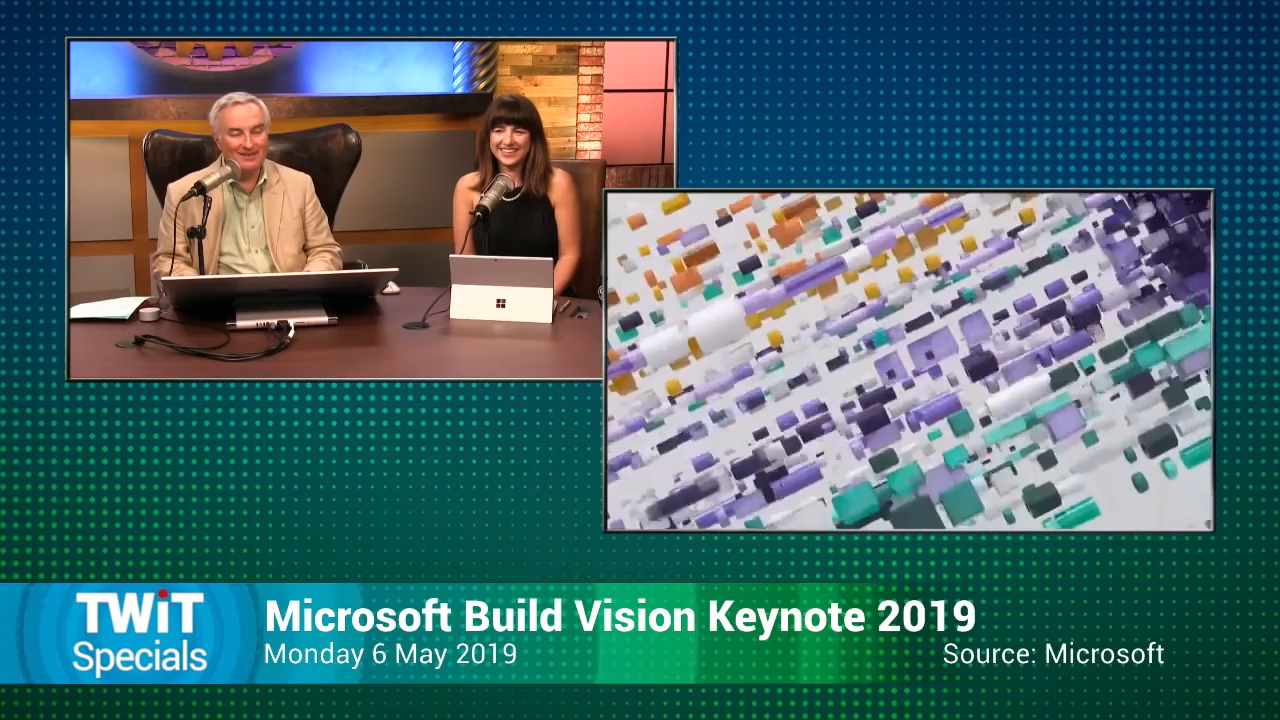 TWiT
Specials
Microsoft Build Vision Keynote 2019
Monday 6 May 2019
Source: Microsoft